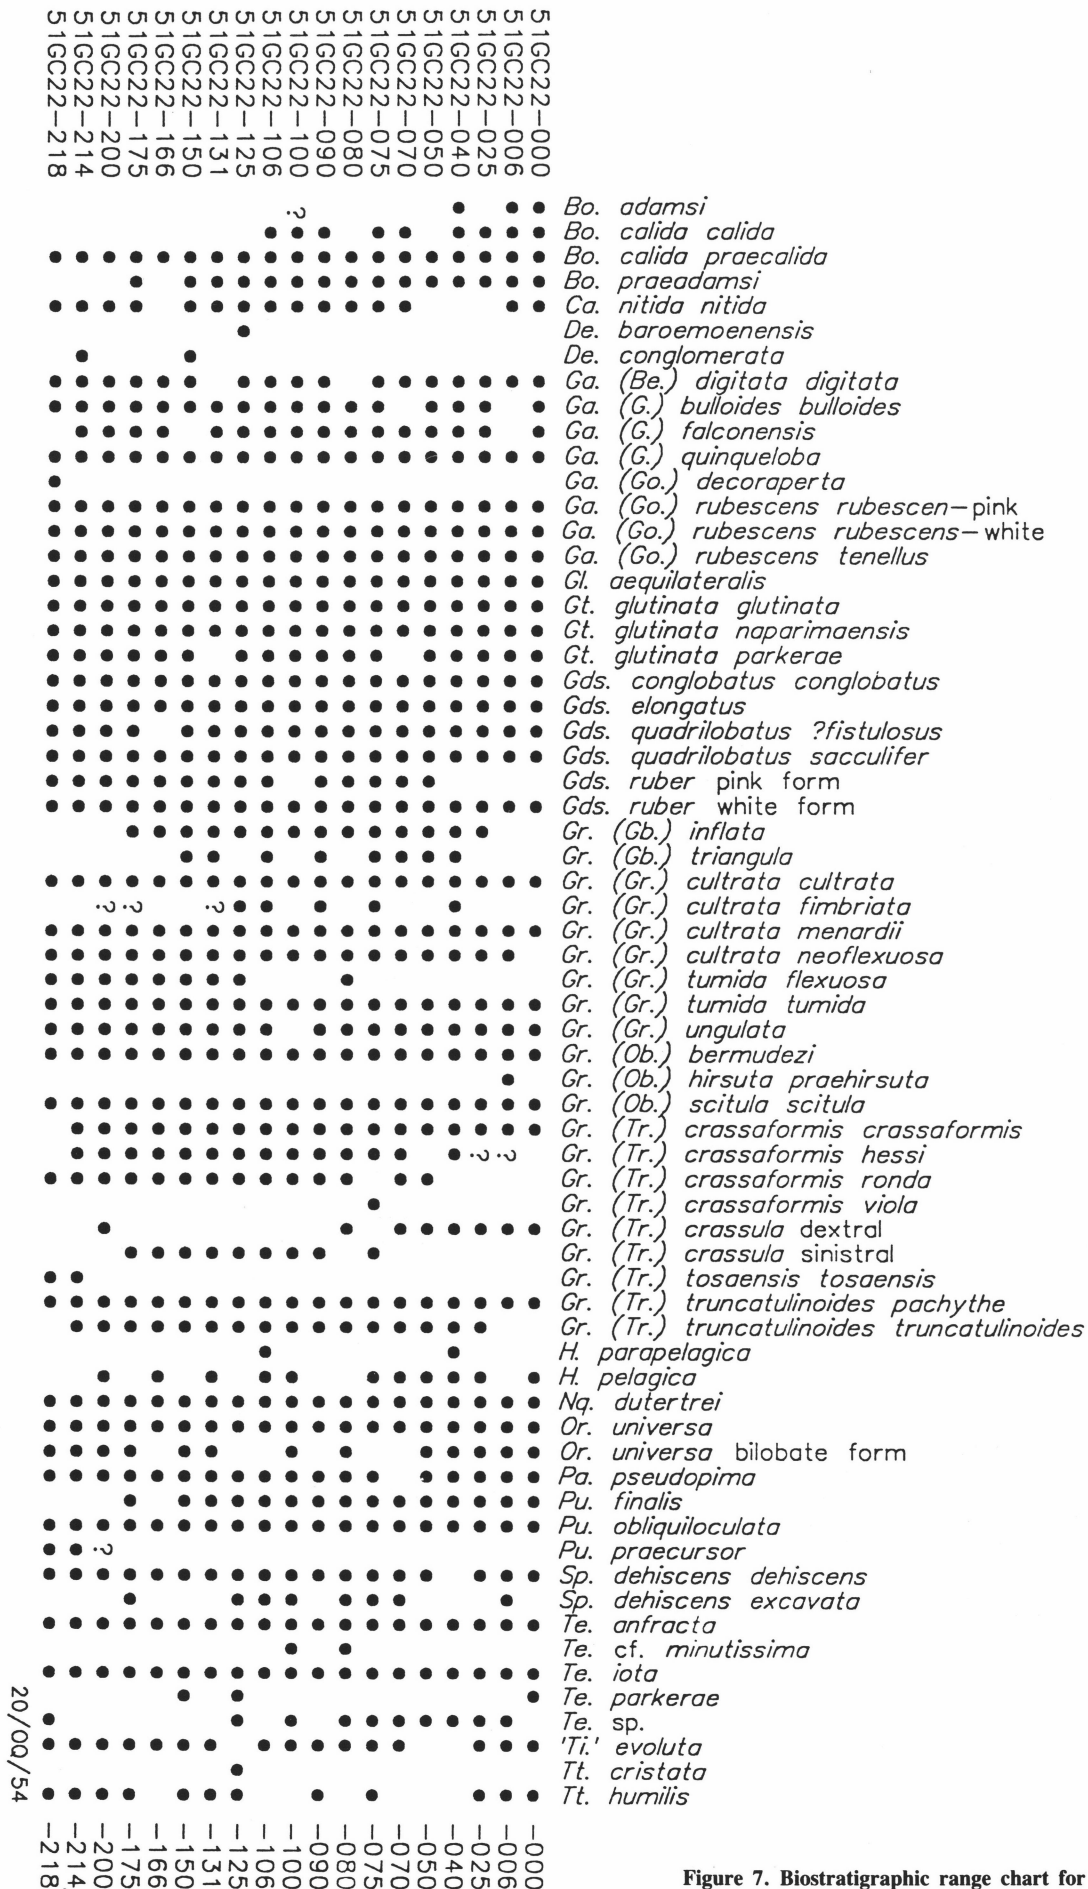 51GC22-000
51GC22-006
51GC22-025
51GC22-040
51GC22-050
51GC22-070
51GC22-075
51GC22-080
51GC22-090
51GC22-100
51GC22-106
51GC22-125
51GC22-131
51GC22-150
51GC22-166
51GC22-175
51GC22-200
51GC22-214
51GC22-218
? Bo. adamsi
Bo. calida calida
Bo. calida praecalida
Bo. praeadamsi
Ca. nitida nitida
De. baroemoenensis
De. conglomerata
Ga. (Be.) digitata digitata
Ga. (G.) bulloides bulloides
Ga. (G.) falconensis
Ga. (G.) quinqueloba
Ga. (Go.) decoraperta
Ga. (Go.) rubescens rubescen-pink
Ga. (Go.) rubescens rubescens-white
Ga. (Go.) rubescens tenellus
Gl. aequilateralis
Gt. glutinata glutinata
Gt. glutinata naparimaensis
Gt. glutinata parkerae
Gds. conglobatus conglobatus
Gds. elongatus
Gds. quadrilobatus ?fistulosus
Gds. quadrilobatus sacculifer
Gds. ruber pink form
Gds. ruber white form
Gr. (Gb.) inflata
Gr. (Gb.) triangula
Gr. (Gr.) cultrata cultrata
? ? ? Gr. (Gr.) cultrata fimbriata
Gr. (Gr.) cultrata menardii
Gr. (Gr.) cultrata neoflexuosa
Gr. (Gr.) tumida flexuosa
Gr. (Gr.) tumida tumida
Gr. (Gr.) ungulata
Gr. (Ob.) bermudezi
Gr. (Ob.) hirsuta praehirsuta
Gr. (Ob.) scitula scitula
Gr. (Tr.) crassaformis crassaformis
? ? Gr. (Tr.) crassaformis hessi
Gr. (Tr.) crassaformis ronda
Gr. (Tr.) crassaformis viola
Gr. (Tr.) crassula dextral
Gr. (Tr.) crassula sinistral
Gr. (Tr.) tosaensis tosaensis
Gr. (Tr.) truncatulinoides pachythe
Gr. (Tr.) truncatulinoides truncatulinoides
H. parapelagica
H. pelagica
Nq. dutertrei
Or. universa
Or. universa bilobate form
Pa. pseudopima
Pu. finalis
Pu. obliquiloculata
? Pu. praecursor
Sp. dehiscens dehiscens
Sp. dehiscens excavata
Te. anfracta
Te. cf. minutissima
Te. iota
Te. parkerae
Te. sp.
'Ti.' evoluta
Tt. cristata
Tt. humilis
20/OQ/54
-000
-006
-025
-040
-050
-070
-075
-080
-090
-100
-106
-125
-131
-150
-166
-175
-200
-214
-218
Figure 7. Biostratigraphic range chart for